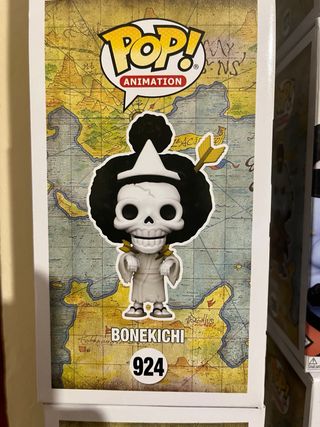 POP!
®
ANIMATION
BONEKICHI
924